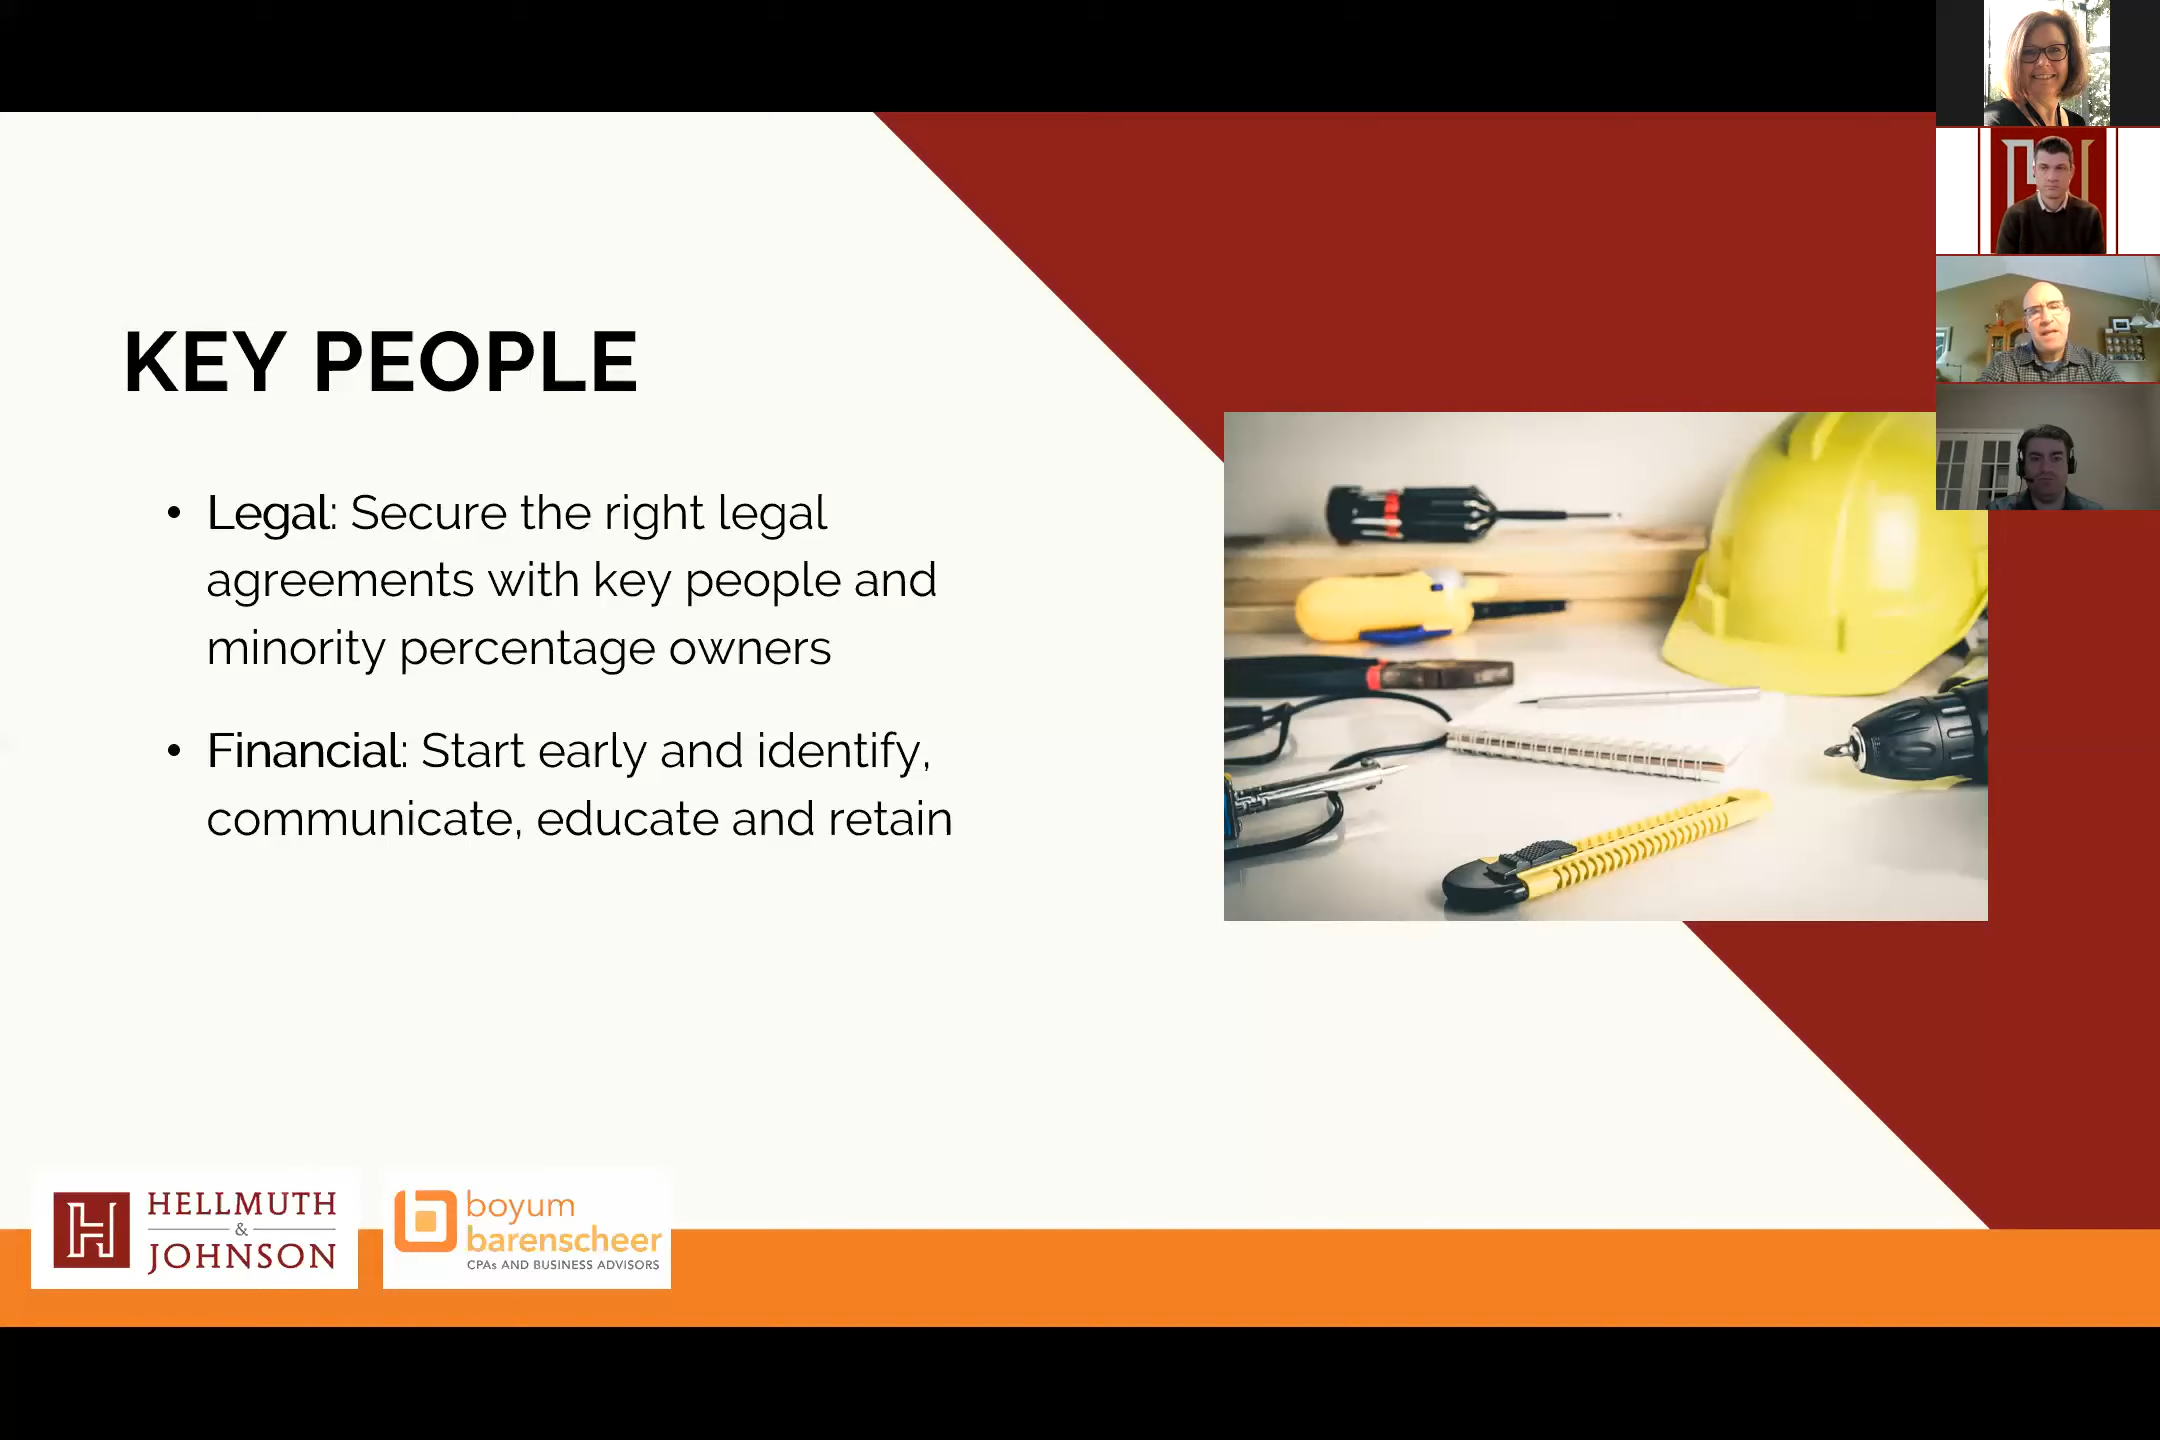 KEY PEOPLE
• Legal: Secure the right legal
agreements with key people and
minority percentage owners
• Financial: Start early and identify,
communicate, educate and retain
HELLMUTH
&
JOHNSON
boyum
barenscheer
CPAs AND BUSINESS ADVISORS